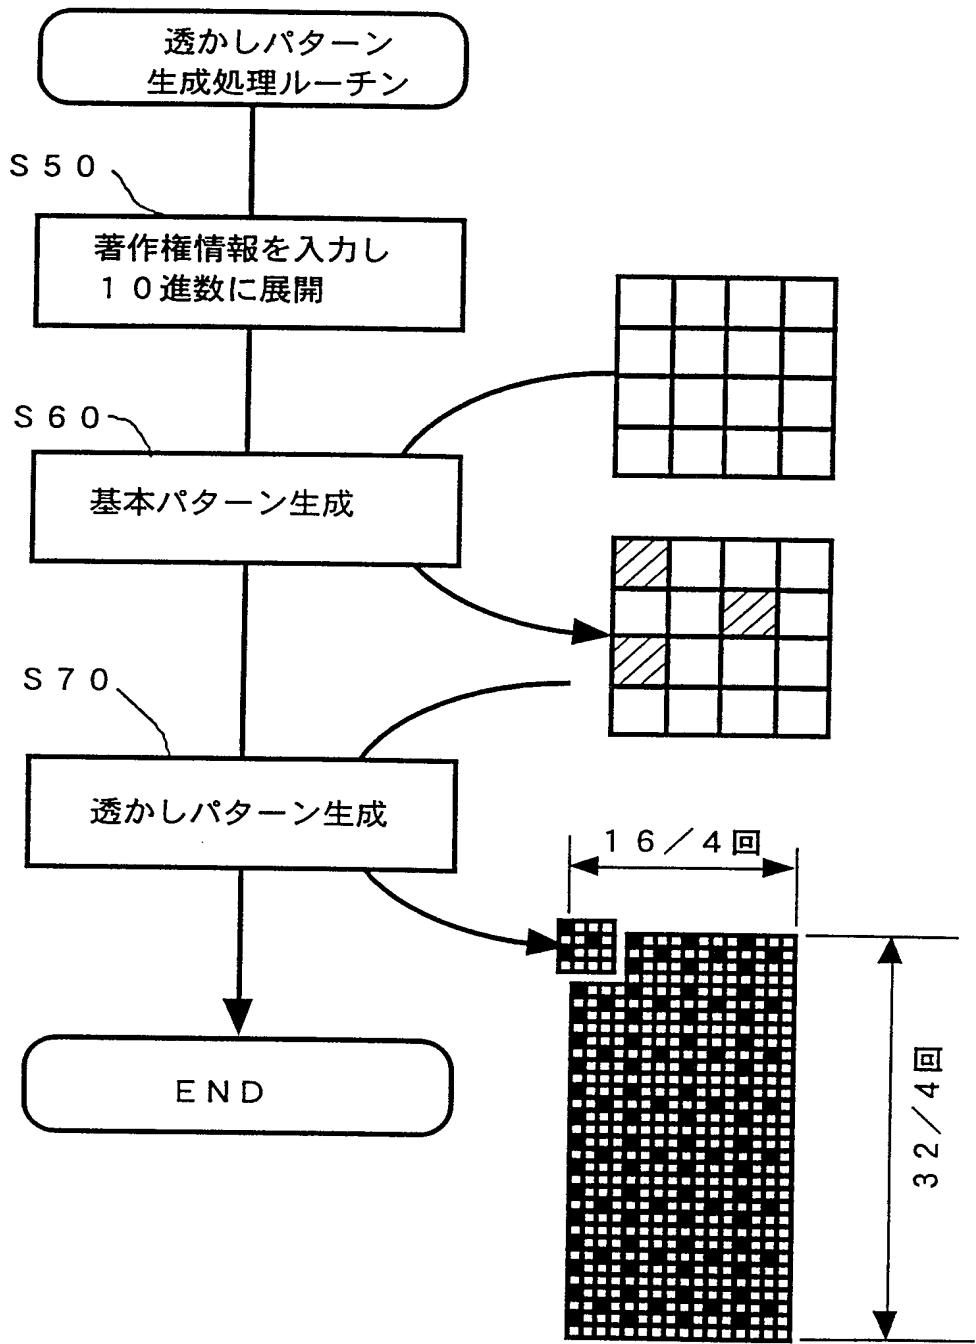 透かしパターン
生成処理ルーチン
S50
著作権情報を入力し
10進数に展開
S60
基本パターン生成
S70
透かしパターン生成
16/4回
32/4回
END